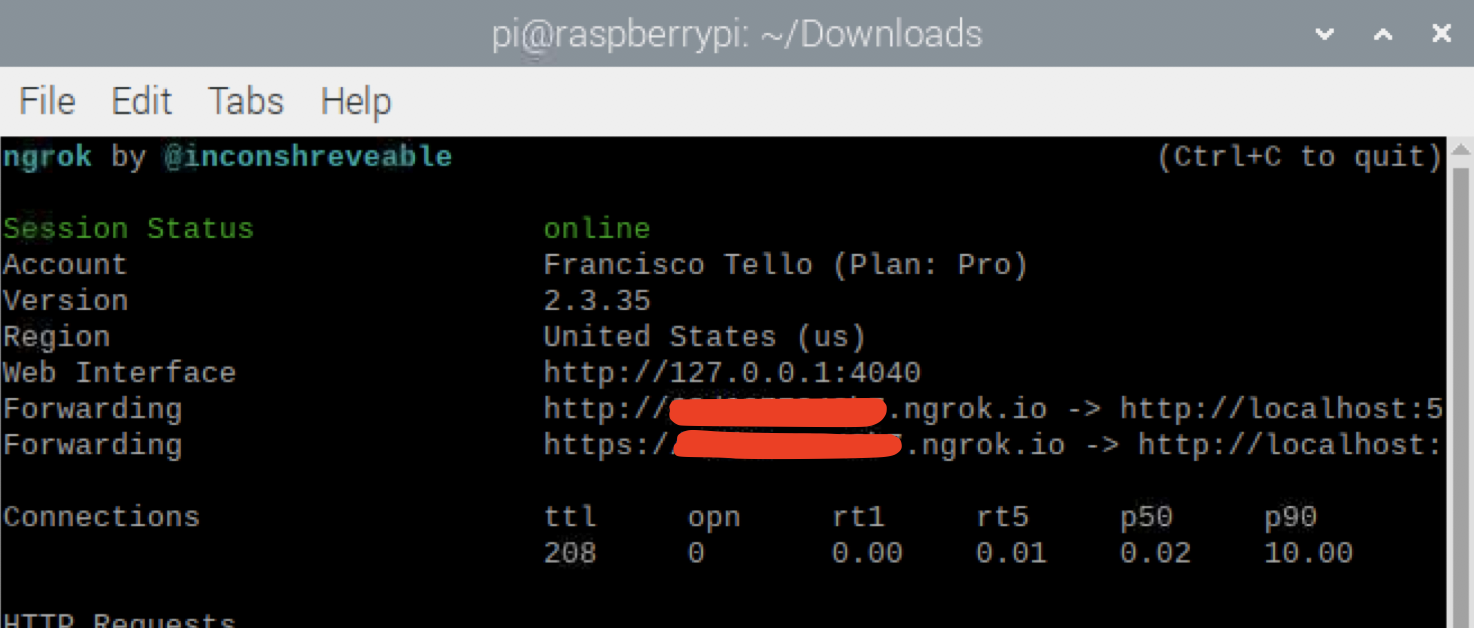 pi@raspberrypi: ~/Downloads
File Edit Tabs Help
ngrok by @inconshreveable (Ctrl+C to quit)
Session Status online
Account Francisco Tello (Plan: Pro)
Version 2.3.35
Region United States (us)
Web Interface http://127.0.0.1:4040
Forwarding http:// .ngrok.io -> http://localhost:5
Forwarding https:/ .ngrok.io -> http://localhost:
Connections ttl opn rt1 rt5 p50 p90
208 0 0.00 0.01 0.02 10.00
HTTP Requests